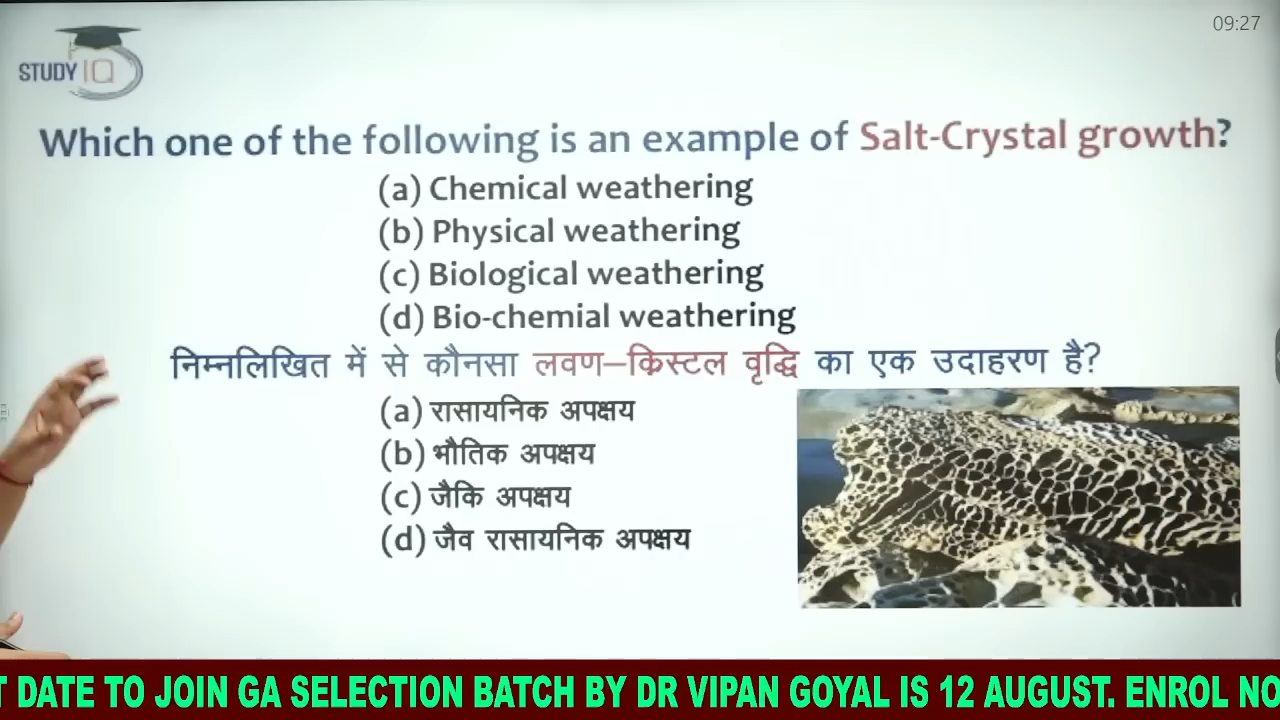 09:27
STUDY IQ
Which one of the following is an example of Salt-Crystal growth?
(a) Chemical weathering
(b) Physical weathering
(c) Biological weathering
(d) Bio-chemial weathering
निम्नलिखित में से कौनसा लवण–क्रिस्टल वृद्धि का एक उदाहरण है?
(a) रासायनिक अपक्षय
(b) भौतिक अपक्षय
(c) जैकि अपक्षय
(d) जैव रासायनिक अपक्षय
T DATE TO JOIN GA SELECTION BATCH BY DR VIPAN GOYAL IS 12 AUGUST. ENROL NO